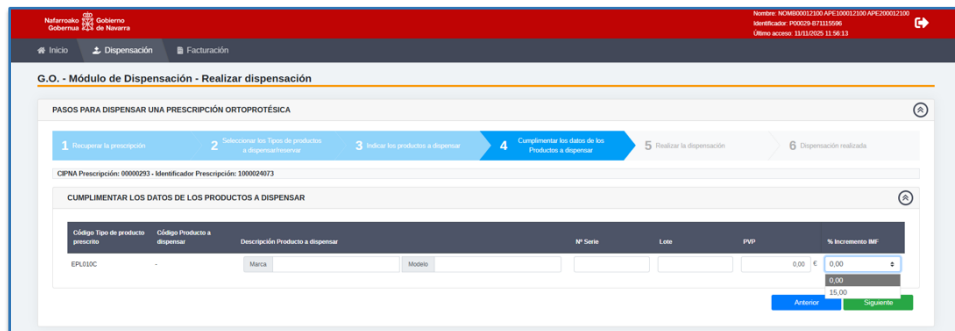 Nafarroako Gobierno
Gobernua de Navarra
Nombre: NOMB00012100 APE100012100 APE200012100
Identificador: P00029-B71115596
Último acceso: 11/11/2025 11:56:13
Inicio Dispensación Facturación
G.O. - Módulo de Dispensación - Realizar dispensación
PASOS PARA DISPENSAR UNA PRESCRIPCIÓN ORTOPROTÉSICA
1 Recuperar la prescripción
2 Seleccionar los Tipos de productos
a dispensar/reservar
3 Indicar los productos a dispensar
4 Cumplimentar los datos de los
Productos a dispensar
5 Realizar la dispensación
6 Dispensación realizada
CIPNA Prescripción: 00000293 - Identificador Prescripción: 1000024073
CUMPLIMENTAR LOS DATOS DE LOS PRODUCTOS A DISPENSAR
Código Tipo de producto
prescrito
Código Producto a
dispensar
Descripción Producto a dispensar
Nº Serie
Lote
PVP
% Incremento IMF
EPL010C - Marca Modelo 0,00 € 0,00
0,00
15,00
Anterior Siguiente